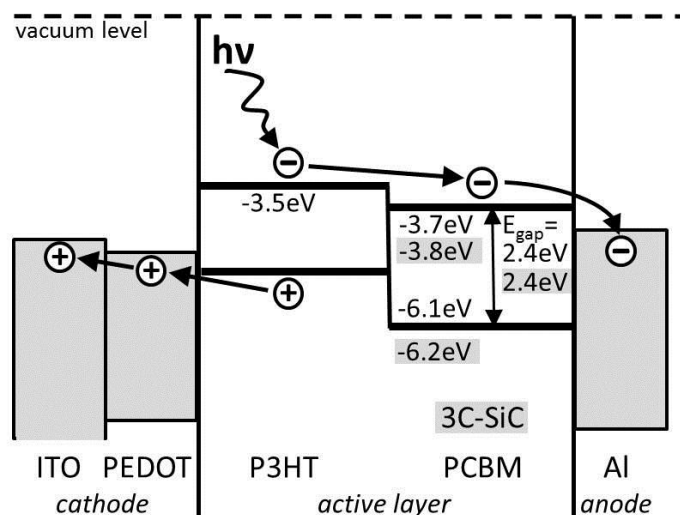 vacuum level
hν
-3.5eV
-3.7eV
-3.8eV
E_gap=
2.4eV
2.4eV
-6.1eV
-6.2eV
3C-SiC
ITO PEDOT P3HT PCBM Al
cathode active layer anode